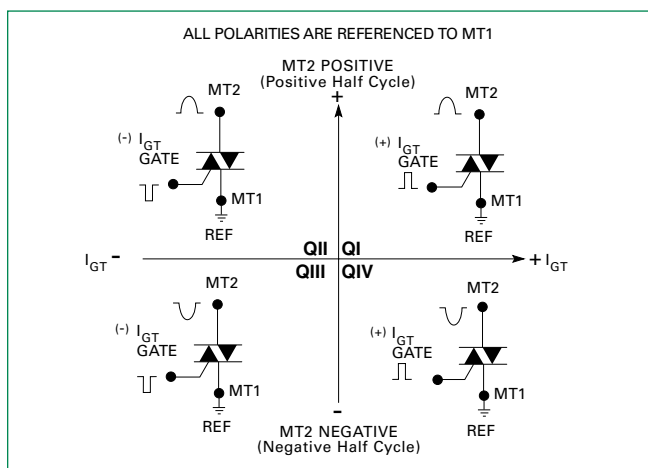 ALL POLARITIES ARE REFERENCED TO MT1
MT2 POSITIVE
(Positive Half Cycle)
+
MT2
(-) IGT
GATE
MT1
REF
MT2
(+) IGT
GATE
MT1
REF
IGT -
QII QI
QIII QIV
+ IGT
MT2
(-) IGT
GATE
MT1
REF
MT2
(+) IGT
GATE
MT1
REF
-
MT2 NEGATIVE
(Negative Half Cycle)